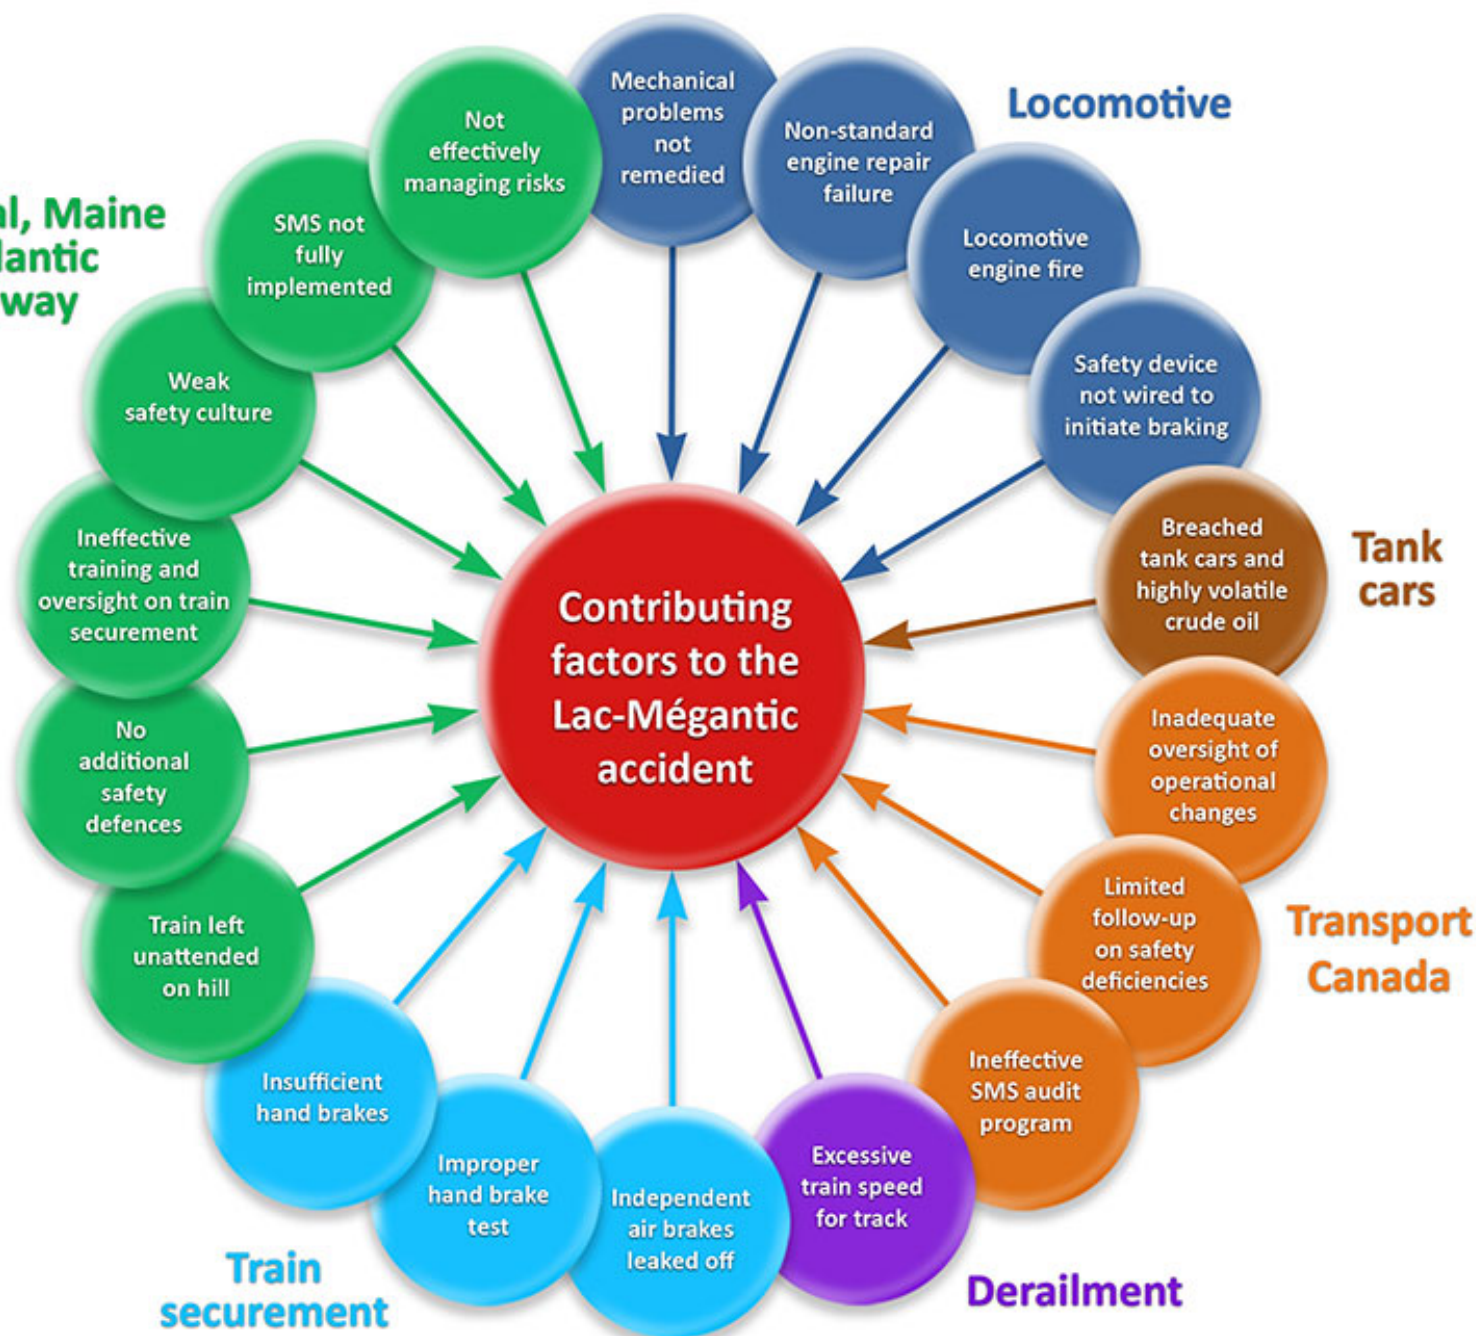 Contributing
factors to the
Lac-Mégantic
accident
Locomotive
Mechanical
problems
not
remedied
Non-standard
engine repair
failure
Locomotive
engine fire
Safety device
not wired to
initiate braking
Tank
cars
Breached
tank cars and
highly volatile
crude oil
Transport
Canada
Inadequate
oversight of
operational
changes
Limited
follow-up
on safety
deficiencies
Ineffective
SMS audit
program
Derailment
Excessive
train speed
for track
Train
securement
Independent
air brakes
leaked off
Improper
hand brake
test
Insufficient
hand brakes
al, Maine
lantic
way
Train left
unattended
on hill
No
additional
safety
defences
Ineffective
training and
oversight on train
securement
Weak
safety culture
SMS not
fully
implemented
Not
effectively
managing risks